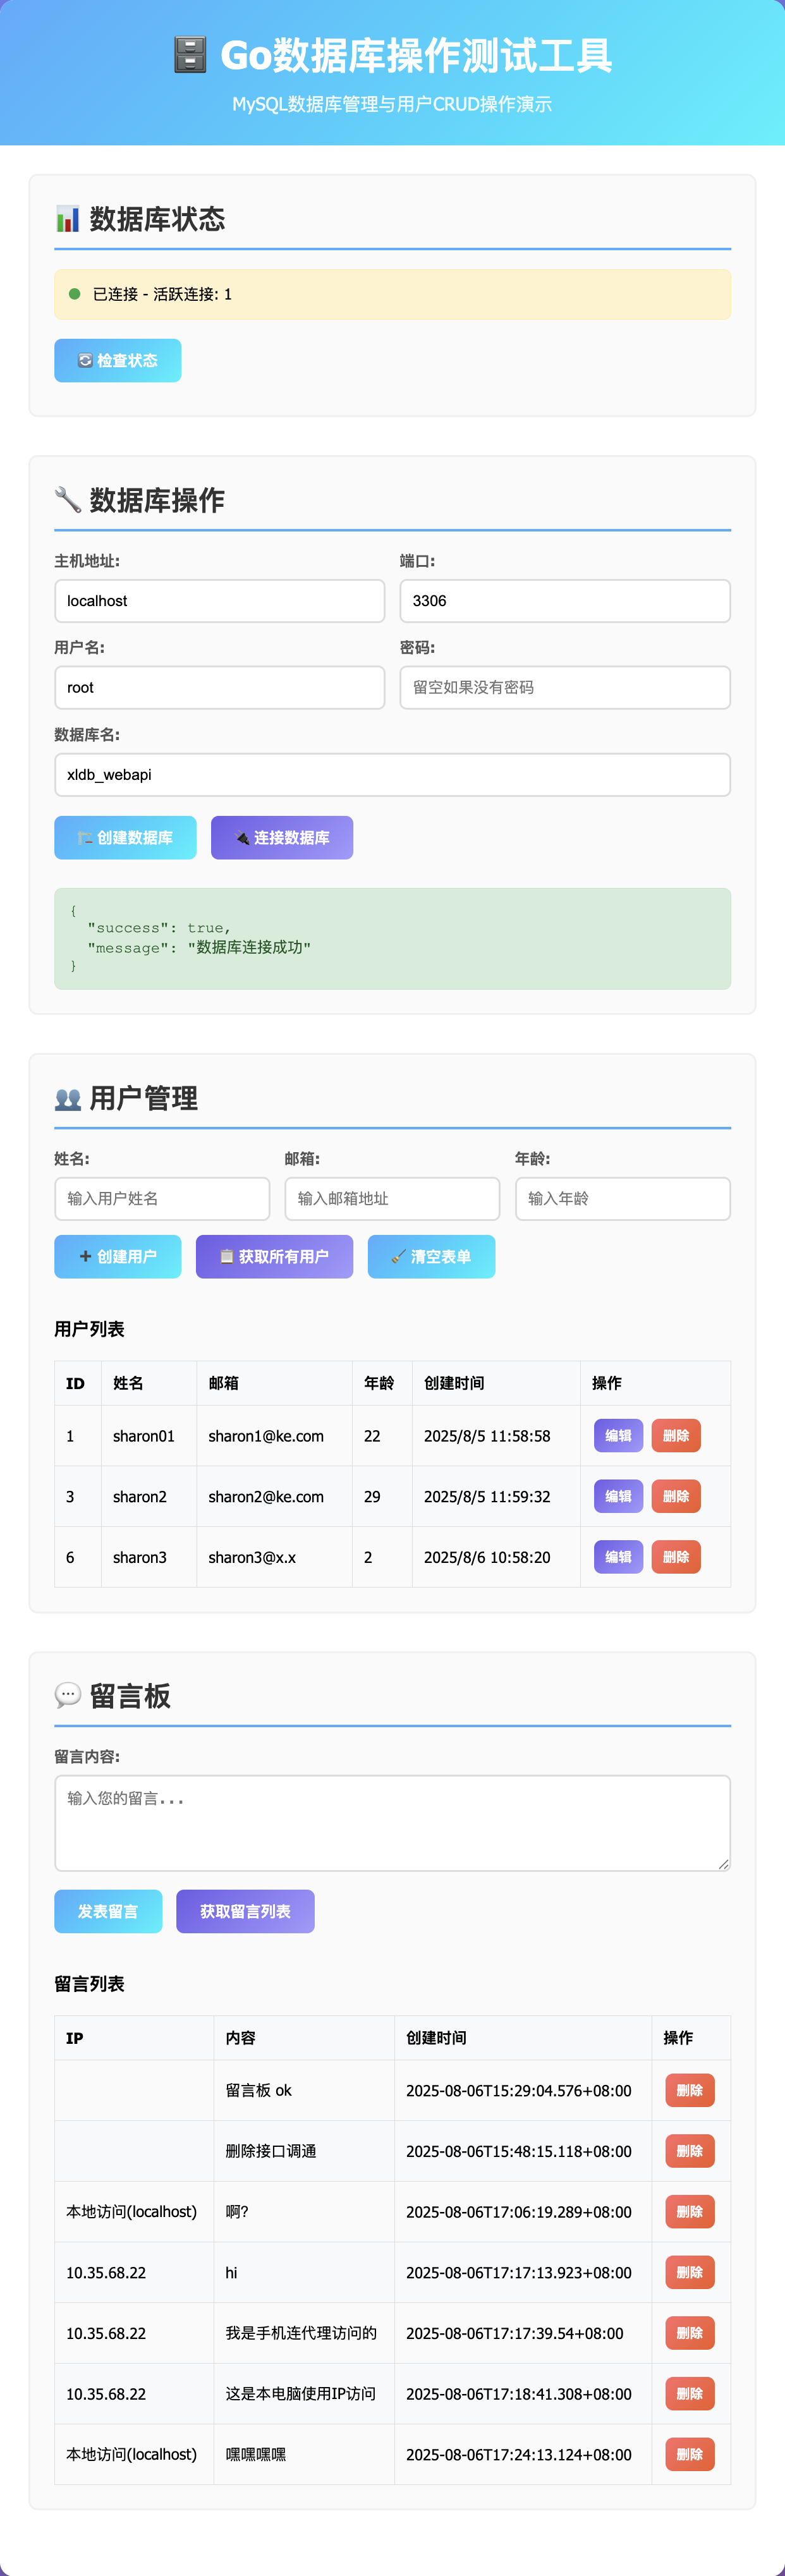 Go数据库操作测试工具
MySQL数据库管理与用户CRUD操作演示
数据库状态
已连接 - 活跃连接: 1
检查状态
数据库操作
主机地址: 端口:
localhost 3306
用户名: 密码:
root 留空如果没有密码
数据库名:
xldb_webapi
创建数据库 连接数据库
{
"success": true,
"message": "数据库连接成功"
}
用户管理
姓名: 邮箱: 年龄:
输入用户姓名 输入邮箱地址 输入年龄
创建用户 获取所有用户 清空表单
用户列表
ID 姓名 邮箱 年龄 创建时间 操作
1 sharon01 sharon1@ke.com 22 2025/8/5 11:58:58 编辑 删除
3 sharon2 sharon2@ke.com 29 2025/8/5 11:59:32 编辑 删除
6 sharon3 sharon3@x.x 2 2025/8/6 10:58:20 编辑 删除
留言板
留言内容:
输入您的留言...
发表留言 获取留言列表
留言列表
IP 内容 创建时间 操作
留言板 ok 2025-08-06T15:29:04.576+08:00 删除
删除接口调通 2025-08-06T15:48:15.118+08:00 删除
本地访问(localhost) 啊? 2025-08-06T17:06:19.289+08:00 删除
10.35.68.22 hi 2025-08-06T17:17:13.923+08:00 删除
10.35.68.22 我是手机连代理访问的 2025-08-06T17:17:39.54+08:00 删除
10.35.68.22 这是本电脑使用IP访问 2025-08-06T17:18:41.308+08:00 删除
本地访问(localhost) 嘿嘿嘿嘿 2025-08-06T17:24:13.124+08:00 删除